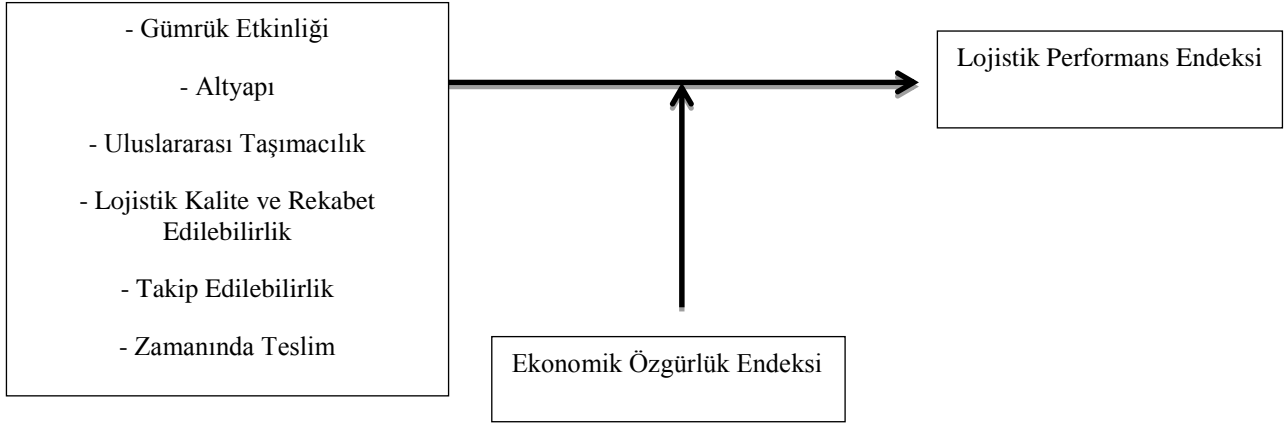 - Gümrük Etkinliği
- Altyapı
- Uluslararası Taşımacılık
- Lojistik Kalite ve Rekabet
Edilebilirlik
- Takip Edilebilirlik
- Zamanında Teslim
Lojistik Performans Endeksi
Ekonomik Özgürlük Endeksi